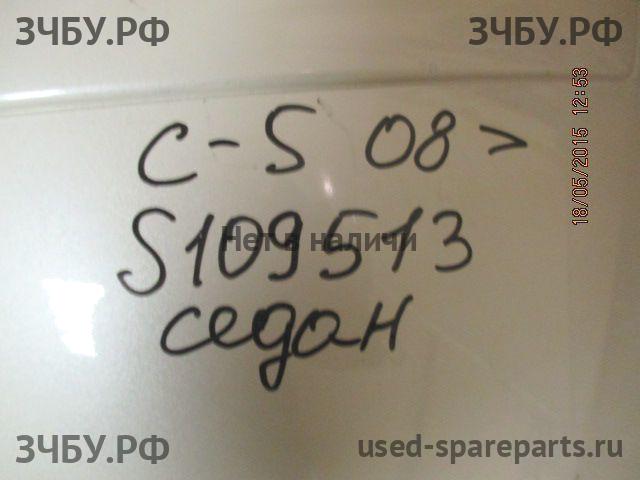 ЗЧБУ.РФ ЗЧБУ.РФ
18/05/2015 12:53
C-S 08>
S109513
Нет в наличи
седан
ЗЧБУ.РФ used-spareparts.ru